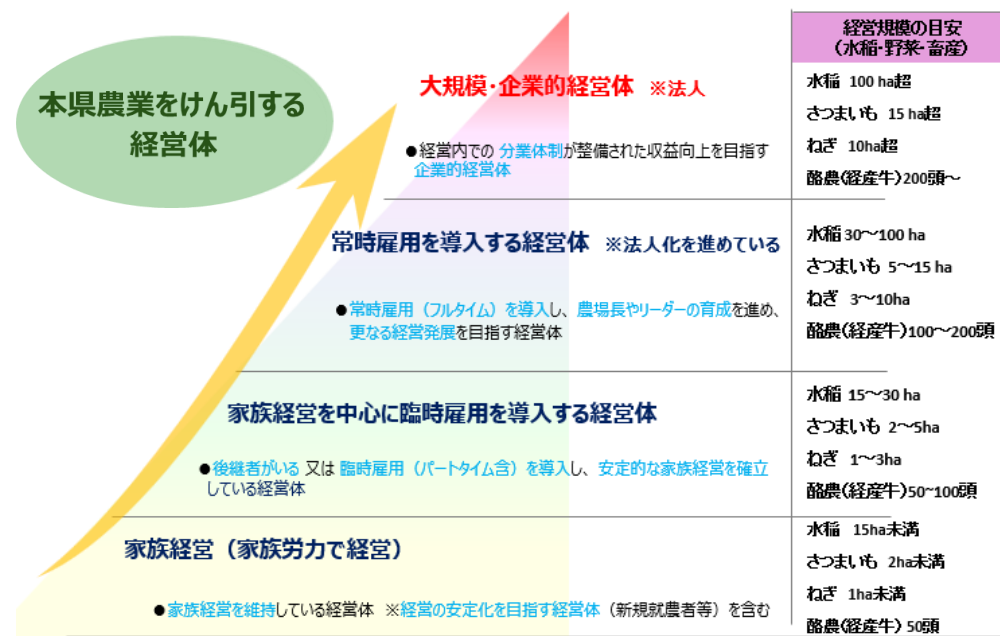 本県農業をけん引する
経営体
経営規模の目安
（水稲・野菜・畜産）
大規模・企業的経営体 ※法人
●経営内での 分業体制が整備された収益向上を目指す
企業的経営体
水稲 100 ha超
さつまいも 15 ha超
ねぎ 10ha超
酪農（経産牛）200頭～
常時雇用を導入する経営体 ※法人化を進めている
●常時雇用（フルタイム）を導入し、農場長やリーダーの育成を進め、
更なる経営発展を目指す経営体
水稲 30～100 ha
さつまいも 5～15 ha
ねぎ 3～10ha
酪農（経産牛）100～200頭
家族経営を中心に臨時雇用を導入する経営体
●後継者がいる 又は 臨時雇用（パートタイム含）を導入し、安定的な家族経営を確立
している経営体
水稲 15～30 ha
さつまいも 2～5ha
ねぎ 1～3ha
酪農（経産牛）50~100頭
家族経営（家族労力で経営）
●家族経営を維持している経営体 ※経営の安定化を目指す経営体（新規就農者等）を含む
水稲 15ha未満
さつまいも 2ha未満
ねぎ 1ha未満
酪農（経産牛） 50頭